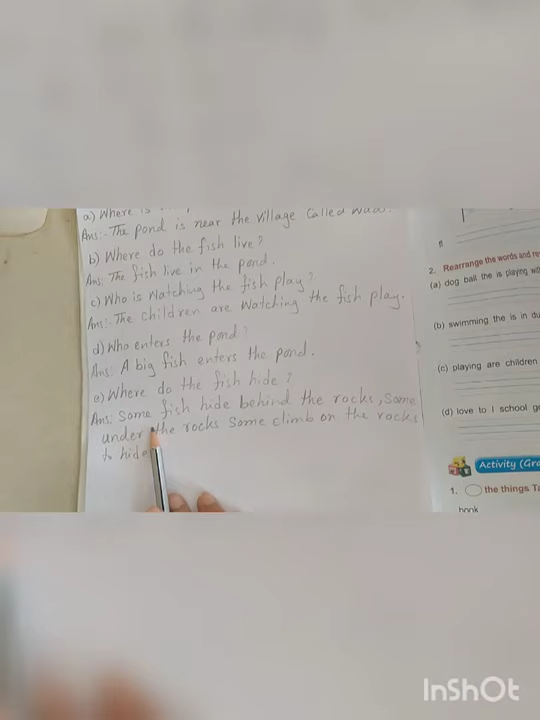 a) Where is
Ans:- The pond is near the village called
b) Where do the fish live?
Ans: The fish live in the pond.
c) Who is watching the fish play?
Ans:- The children are watching the fish play.
d) Who enters the pond?
Ans: A big fish enters the pond.
e) Where do the fish hide?
Ans: Some fish hide behind the rocks, Some
under the rocks Some climb on the rocks
to hide
2. Rearrange the words and
(a) dog ball the is playing
(b) swimming the is in
(c) playing are children
(d) love to I school
Activity
1. the things
book
InShOt